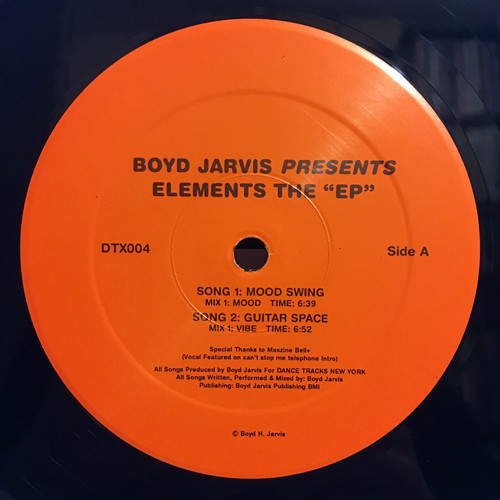 BOYD JARVIS PRESENTS
ELEMENTS THE “EP”
DTX004
Side A
SONG 1: MOOD SWING
MIX 1: MOOD TIME: 6:39
SONG 2: GUITAR SPACE
MIX 1: VIBE TIME: 6:52
Special Thanks to Maxzine Bell+
(Vocal Featured on can't stop me telephone Intro)
All Songs Produced by Boyd Jarvis For DANCE TRACKS NEW YORK
All Songs Written, Performed & Mixed by: Boyd Jarvis
Publishing: Boyd Jarvis Publishing BMI
© Boyd H. Jarvis